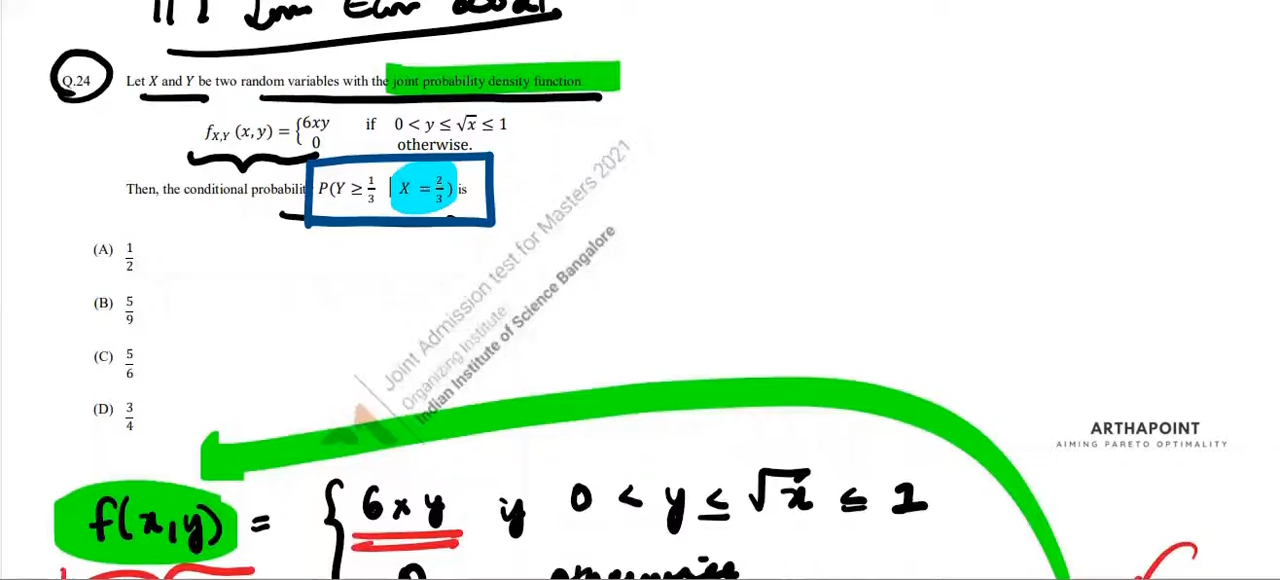 Q.24 Let X and Y be two random variables with the joint probability density function
f_{X,Y} (x, y) = {6xy if 0 < y ≤ √x ≤ 1
0 otherwise.
Then, the conditional probabilit P(Y ≥ 1/3 | X = 2/3) is
(A) 1/2
(B) 5/9
(C) 5/6
(D) 3/4
Joint Admission test for Masters 2021
Organizing Institute
Indian Institute of Science Bangalore
ARTHAPOINT
AIMING PARETO OPTIMALITY
f(x,y) = { 6xy if 0 < y ≤ √x ≤ 1
0 otherwise